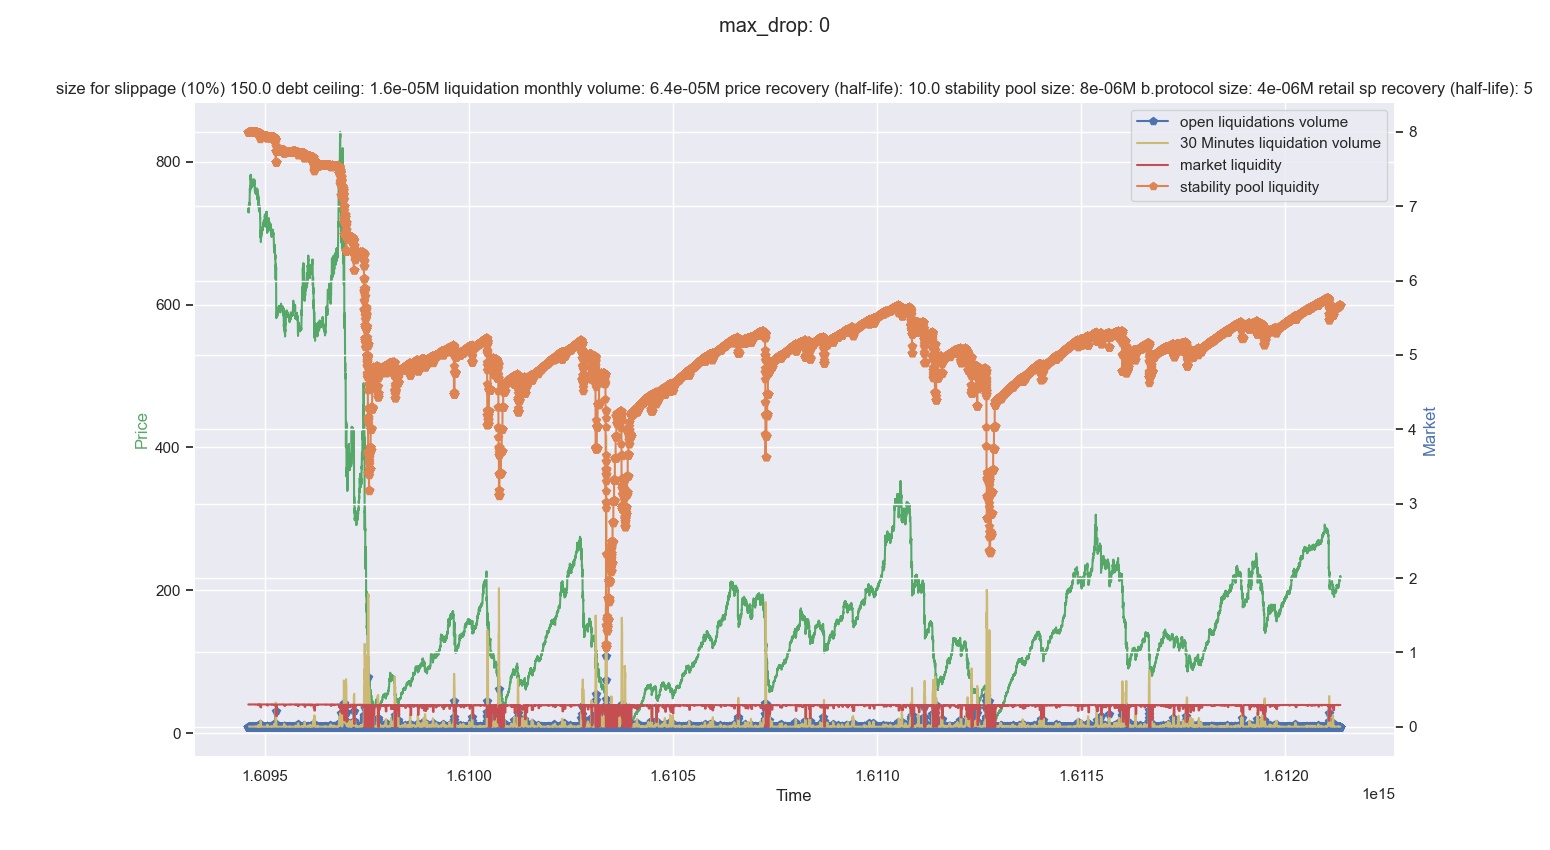 max_drop: 0
size for slippage (10%) 150.0 debt ceiling: 1.6e-05M liquidation monthly volume: 6.4e-05M price recovery (half-life): 10.0 stability pool size: 8e-06M b.protocol size: 4e-06M retail sp recovery (half-life): 5
open liquidations volume
30 Minutes liquidation volume
market liquidity
stability pool liquidity
800
600
400
200
0
Price
8
7
6
5
4
3
2
1
0
Market
1.6095 1.6100 1.6105 1.6110 1.6115 1.6120
Time
1e15